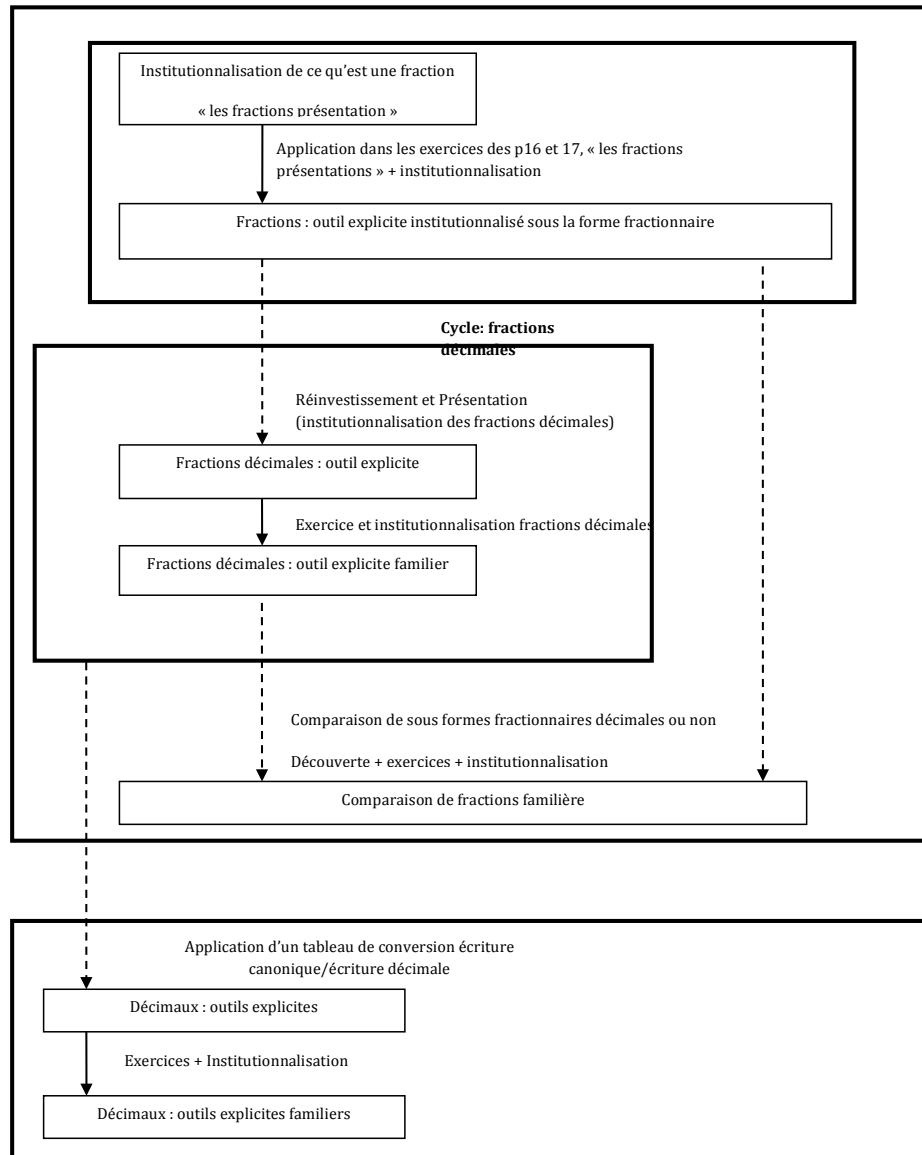 Institutionnalisation de ce qu'est une fraction
« les fractions présentation »
Application dans les exercices des p16 et 17, « les fractions
présentations » + institutionnalisation
Fractions : outil explicite institutionnalisé sous la forme fractionnaire
Cycle: fractions
décimales
Réinvestissement et Présentation
(institutionnalisation des fractions décimales)
Fractions décimales : outil explicite
Exercice et institutionnalisation fractions décimales
Fractions décimales : outil explicite familier
Comparaison de sous formes fractionnaires décimales ou non
Découverte + exercices + institutionnalisation
Comparaison de fractions familière
Application d'un tableau de conversion écriture
canonique/écriture décimale
Décimaux : outils explicites
Exercices + Institutionnalisation
Décimaux : outils explicites familiers